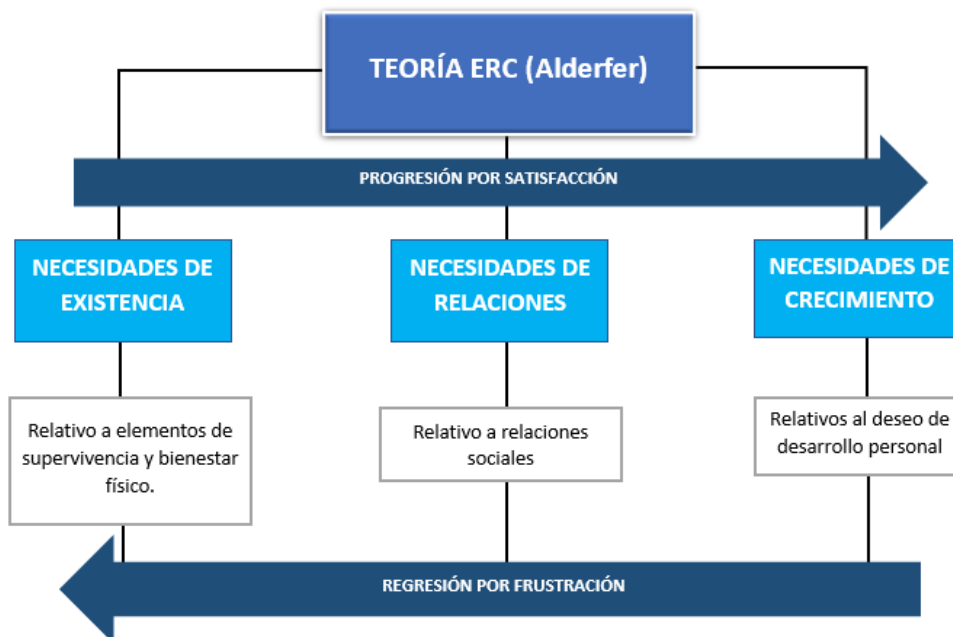 TEORÍA ERC (Alderfer)
PROGRESIÓN POR SATISFACCIÓN
NECESIDADES DE
EXISTENCIA
NECESIDADES DE
RELACIONES
NECESIDADES DE
CRECIMIENTO
Relativo a elementos de
supervivencia y bienestar
físico.
Relativo a relaciones
sociales
Relativos al deseo de
desarrollo personal
REGRESIÓN POR FRUSTRACIÓN